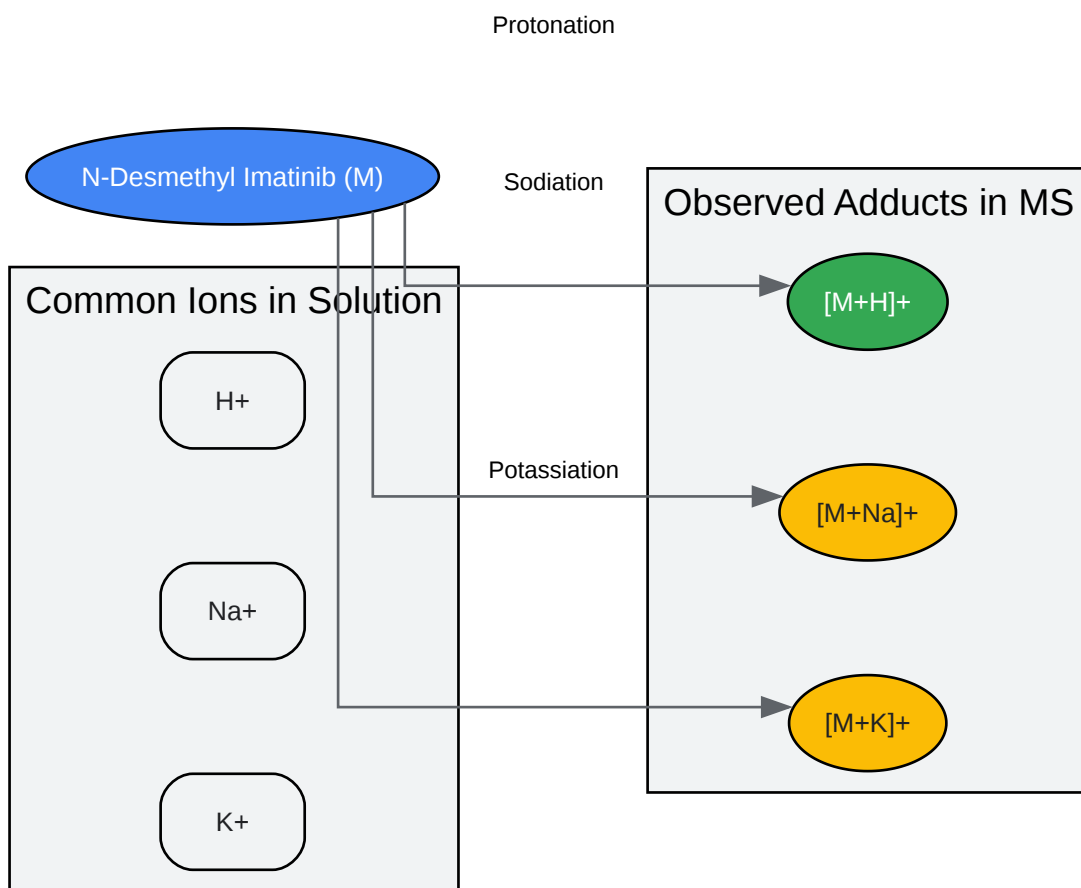 Protonation
N-Desmethyl Imatinib (M)
Sodiation
Observed Adducts in MS
Common Ions in Solution
[M+H]+
H+
Potassiation
[M+Na]+
Na+
[M+K]+
K+